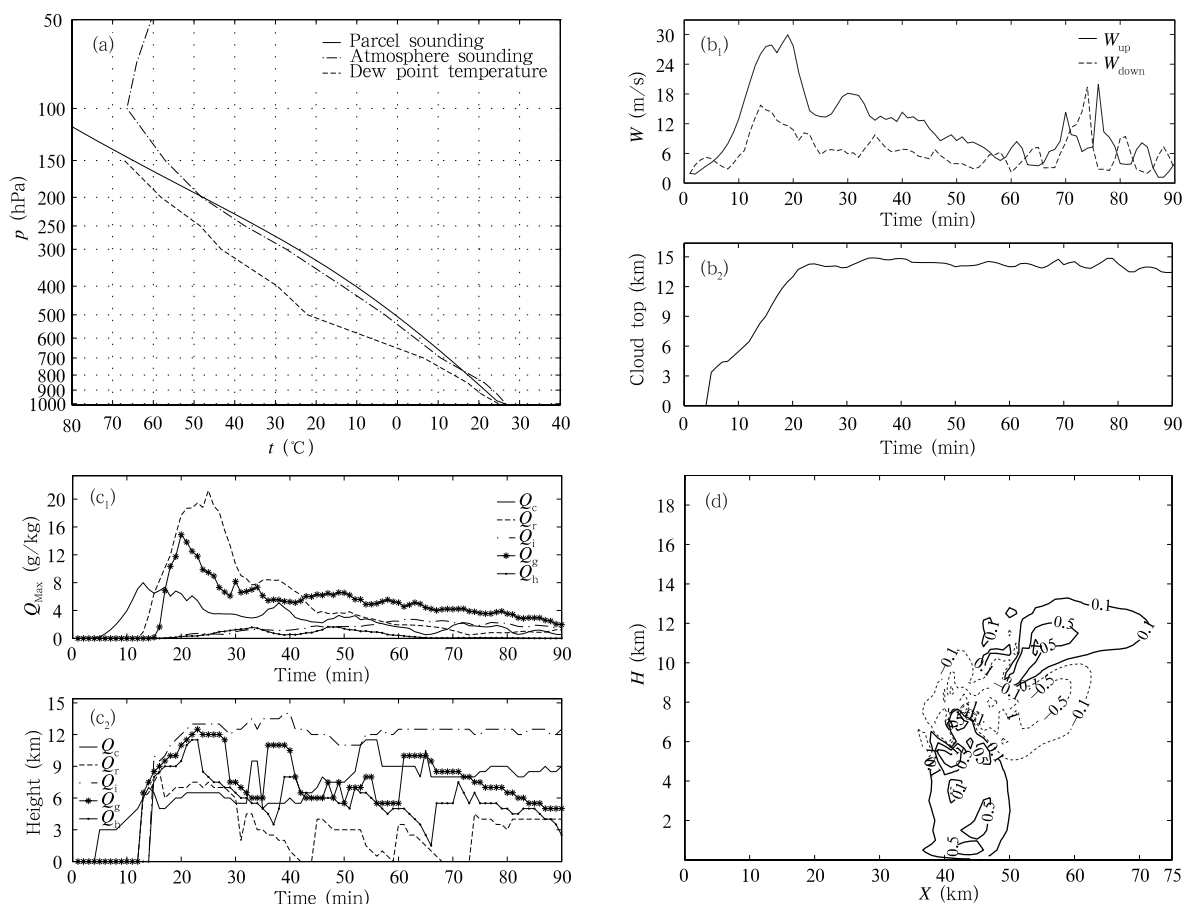 (a)
Parcel sounding
Atmosphere sounding
Dew point temperature
50
100
150
200
250
300
400
500
600
700
800
900
1000
p (hPa)
80 70 60 50 40 30 20 10 0 10 20 30 40
t (℃)
(b1)
Wup
Wdown
30
24
18
12
6
0
W (m/s)
0 10 20 30 40 50 60 70 80 90
Time (min)
(b2)
15
12
9
6
3
0
Cloud top (km)
0 10 20 30 40 50 60 70 80 90
Time (min)
(c1)
Qc
Qr
Qi
Qg
Qh
20
16
12
8
4
0
QMax (g/kg)
0 10 20 30 40 50 60 70 80 90
Time (min)
(c2)
Qc
Qr
Qi
Qg
Qh
15
12
9
6
3
0
Height (km)
0 10 20 30 40 50 60 70 80 90
Time (min)
(d)
18
16
14
12
10
8
6
4
2
H (km)
0.1
0.5
0.1
-0.1
-0.5
-0.1
0.5
0.5
0 10 20 30 40 50 60 70 75
X (km)